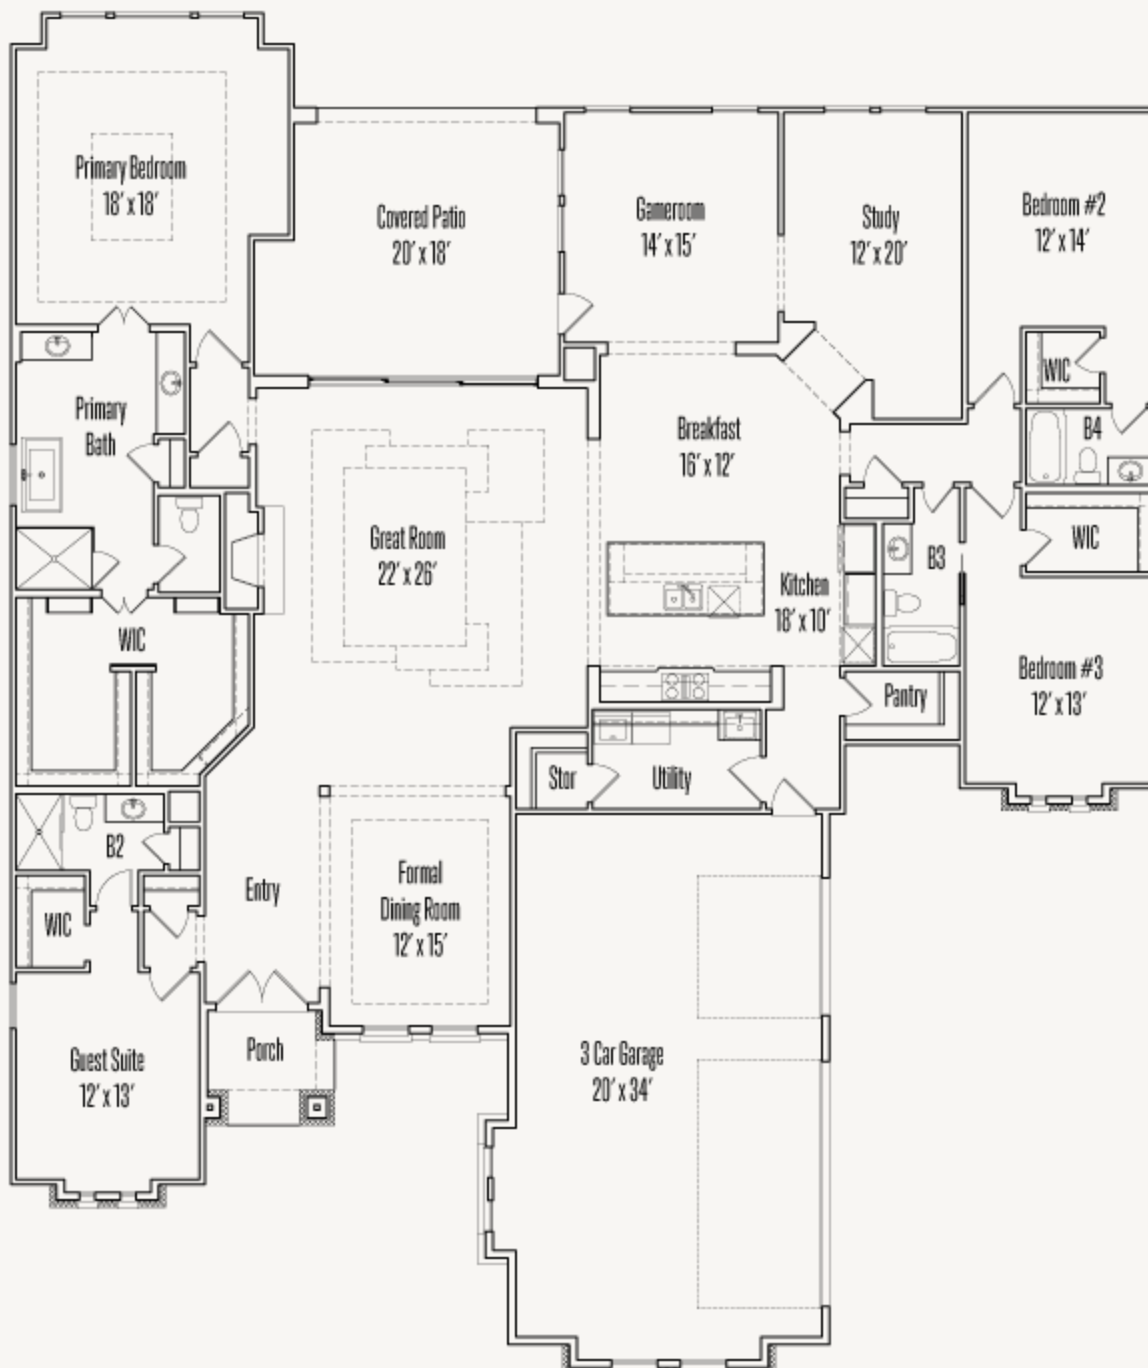 Primary Bedroom
18' x 18'
Covered Patio
20' x 18'
Gameroom
14' x 15'
Study
12' x 20'
Bedroom #2
12' x 14'
WIC
B4
Primary
Bath
Breakfast
16' x 12'
Great Room
22' x 26'
Kitchen
18' x 10'
B3
WIC
WIC
Bedroom #3
12' x 13'
Pantry
Stor
Utility
B2
WIC
Entry
Formal
Dining Room
12' x 15'
Guest Suite
12' x 13'
Porch
3 Car Garage
20' x 34'